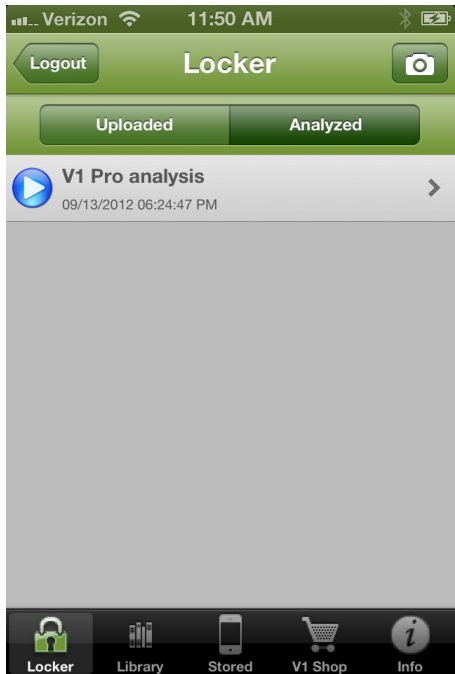 Verizon 11:50 AM
Logout Locker
Uploaded Analyzed
V1 Pro analysis
09/13/2012 06:24:47 PM
Locker Library Stored V1 Shop Info